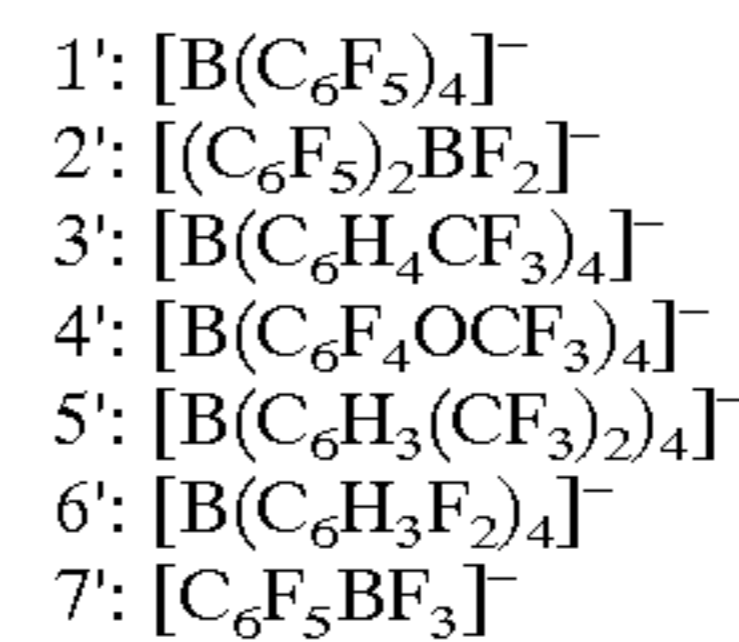 1': [B(C₆F₅)₄]⁻
2': [(C₆F₅)₂BF₂]⁻
3': [B(C₆H₄CF₃)₄]⁻
4': [B(C₆F₄OCF₃)₄]⁻
5': [B(C₆H₃(CF₃)₂)₄]⁻
6': [B(C₆H₃F₂)₄]⁻
7': [C₆F₅BF₃]⁻